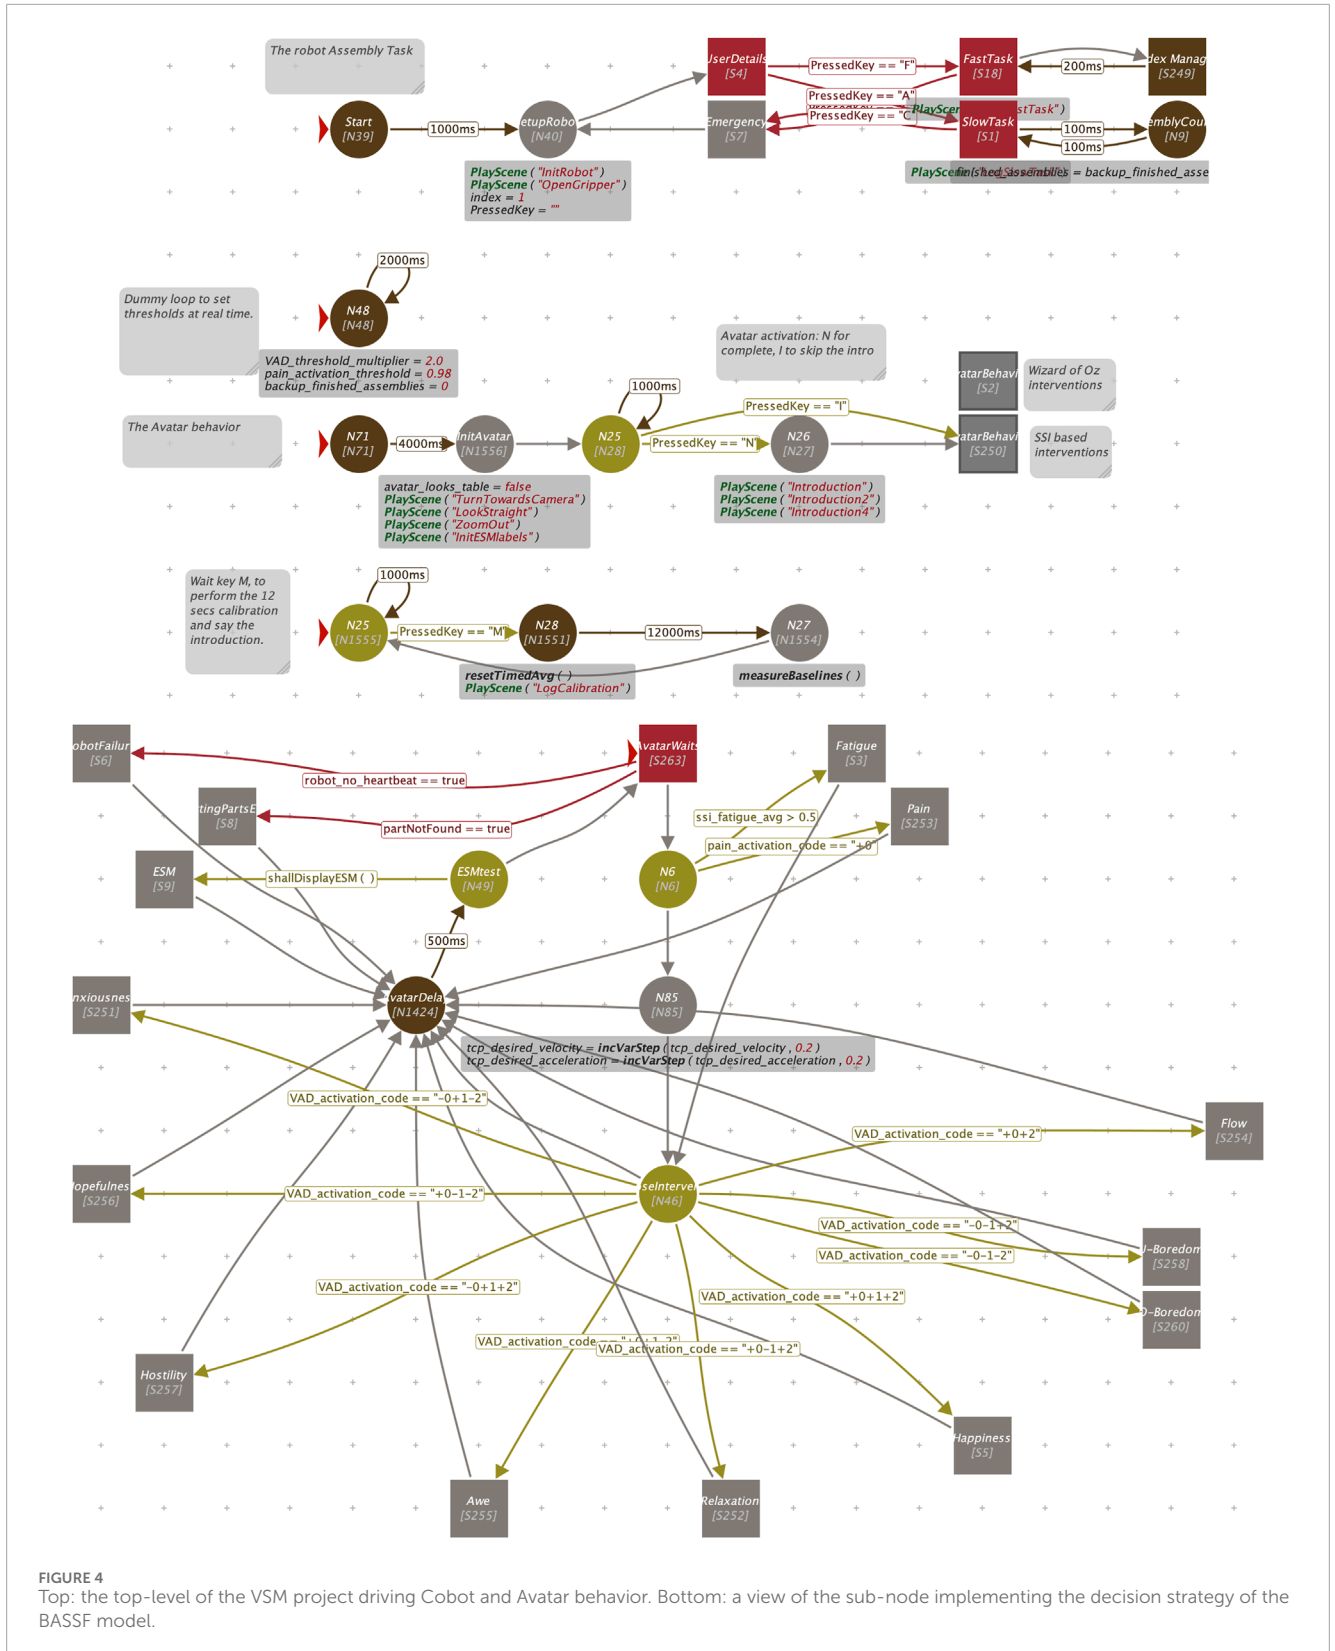 The robot Assembly Task
UserDetails
[S4]
PressedKey == "F"
FastTask
[S18]
200ms
dex Manag
[S249]
PressedKey == "A"
Start
[N39]
1000ms
etupRobo
[N40]
Emergency
[S7]
PressedKey == "C
SlowTask
[S1]
100ms
100ms
emblyCou
[N9]
PlayScene ( "InitRobot" )
PlayScene ( "OpenGripper" )
index = 1
PressedKey = ""
finished_assemblies = backup_finished_asse
2000ms
Dummy loop to set
thresholds at real time.
N48
[N48]
VAD_threshold_multiplier = 2.0
pain_activation_threshold = 0.98
backup_finished_assemblies = 0
Avatar activation: N for
complete, I to skip the intro
vatarBehavi
[S2]
Wizard of Oz
interventions
1000ms
PressedKey == "I"
The Avatar behavior
N71
[N71]
4000ms
initAvatar
[N1556]
N25
[N28]
PressedKey == "N"
N26
[N27]
vatarBehavi
[S250]
SSI based
interventions
avatar_looks_table = false
PlayScene ( "TurnTowardsCamera" )
PlayScene ( "LookStraight" )
PlayScene ( "ZoomOut" )
PlayScene ( "InitESMlabels" )
PlayScene ( "Introduction" )
PlayScene ( "Introduction2" )
PlayScene ( "Introduction4" )
1000ms
Wait key M, to
perform the 12
secs calibration
and say the
introduction.
N25
[N1555]
PressedKey == "M"
N28
[N1551]
12000ms
N27
[N1554]
resetTimedAvg ( )
PlayScene ( "LogCalibration" )
measureBaselines ( )
obotFailur
[S6]
robot_no_heartbeat == true
AvatarWaits
[S263]
Fatigue
[S3]
tingPartsE
[S8]
partNotFound == true
ssi_fatigue_avg > 0.5
Pain
[S253]
pain_activation_code == "+0"
ESM
[S9]
shallDisplayESM ( )
ESMtest
[N49]
N6
[N6]
500ms
nxiousnes
[S251]
vatarDela
[N1424]
N85
[N85]
tcp_desired_velocity = incVarStep ( tcp_desired_velocity , 0.2 )
tcp_desired_acceleration = incVarStep ( tcp_desired_acceleration , 0.2 )
VAD_activation_code == "-0+1-2"
VAD_activation_code == "+0+2"
Flow
[S254]
opefulnes
[S256]
VAD_activation_code == "+0-1-2"
seInterve
[N46]
VAD_activation_code == "-0-1+2"
VAD_activation_code == "-0-1-2"
-Boredom
[S258]
VAD_activation_code == "-0+1+2"
VAD_activation_code == "+0+1+2"
-Boredom
[S260]
VAD_activation_code == "+0+1-2"
VAD_activation_code == "+0-1+2"
Hostility
[S257]
Happiness
[S5]
Awe
[S255]
Relaxation
[S252]
FIGURE 4
Top: the top-level of the VSM project driving Cobot and Avatar behavior. Bottom: a view of the sub-node implementing the decision strategy of the
BASSF model.